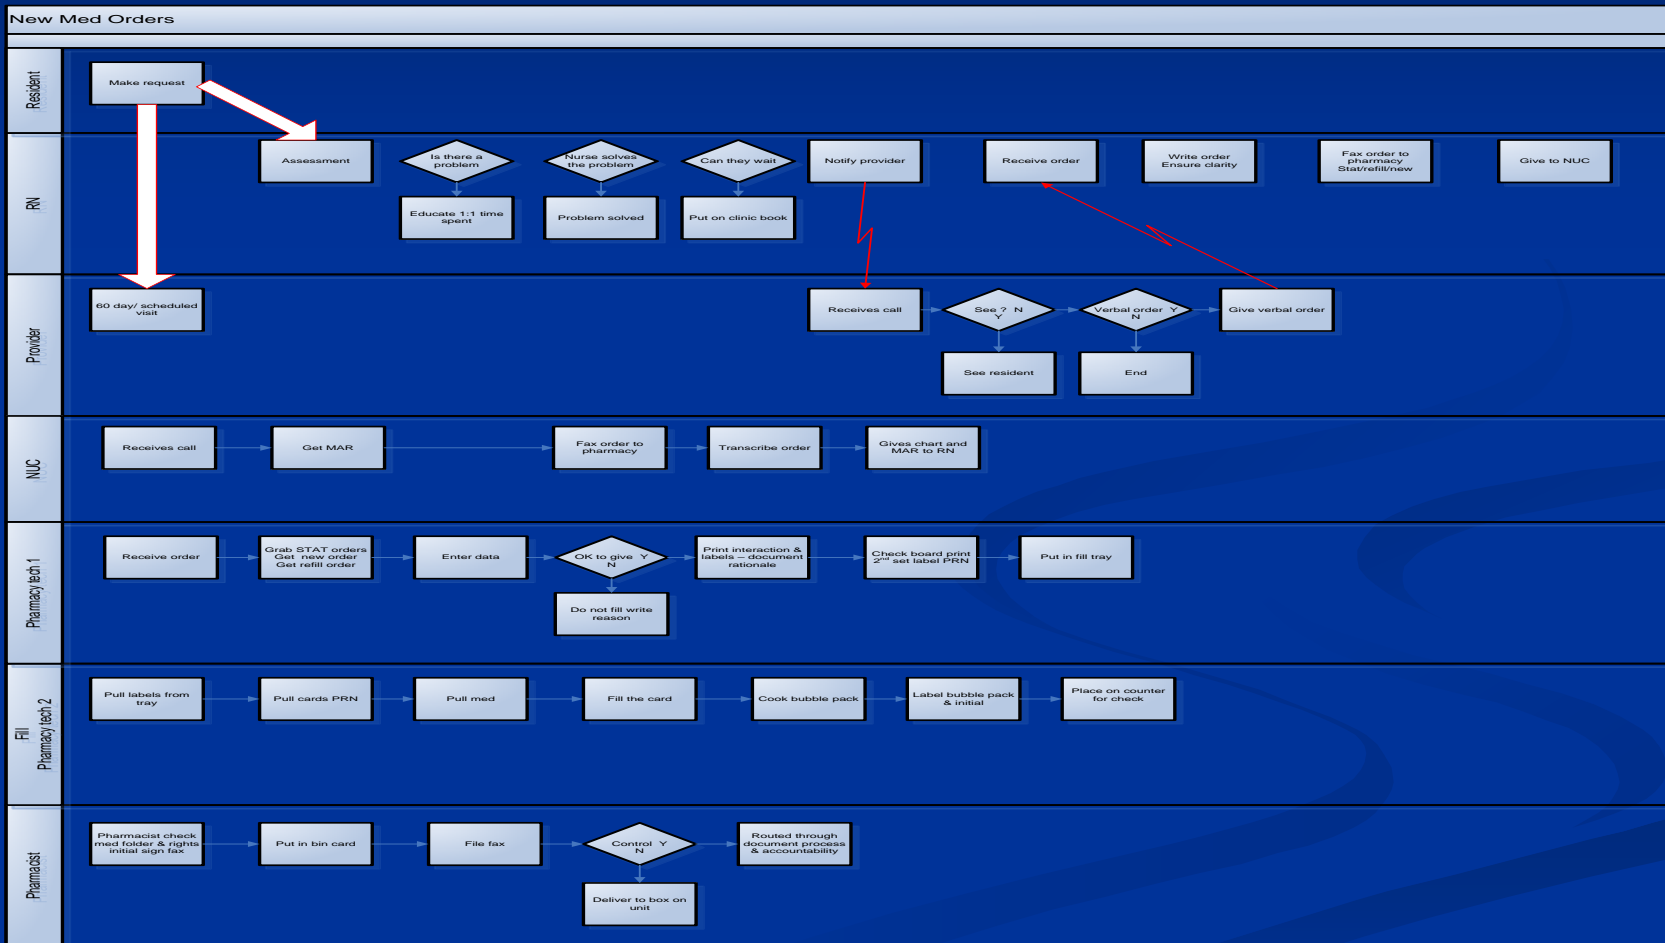 New Med Orders
Resident
Make request
RN
Assessment
Is there a
problem
Nurse solves
the problem
Can they wait
Notify provider
Receive order
Write order
Ensure clarity
Fax order to
pharmacy
Stat/refill/new
Give to NUC
Educate 1:1 time
spent
Problem solved
Put on clinic book
Provider
60 day/ scheduled
visit
Receives call
See ? N
Y
Verbal order Y
N
Give verbal order
See resident
End
NUC
Receives call
Get MAR
Fax order to
pharmacy
Transcribe order
Gives chart and
MAR to RN
Pharmacy tech 1
Receive order
Grab STAT orders
Get new order
Get refill order
Enter data
OK to give Y
N
Print interaction &
labels – document
rationale
Check board print
2nd set label PRN
Put in fill tray
Do not fill write
reason
Fill
Pharmacy tech 2
Pull labels from
tray
Pull cards PRN
Pull med
Fill the card
Cook bubble pack
Label bubble pack
& initial
Place on counter
for check
Pharmacist
Pharmacist check
med folder & rights
initial sign fax
Put in bin card
File fax
Control Y
N
Routed through
document process
& accountability
Deliver to box on
unit